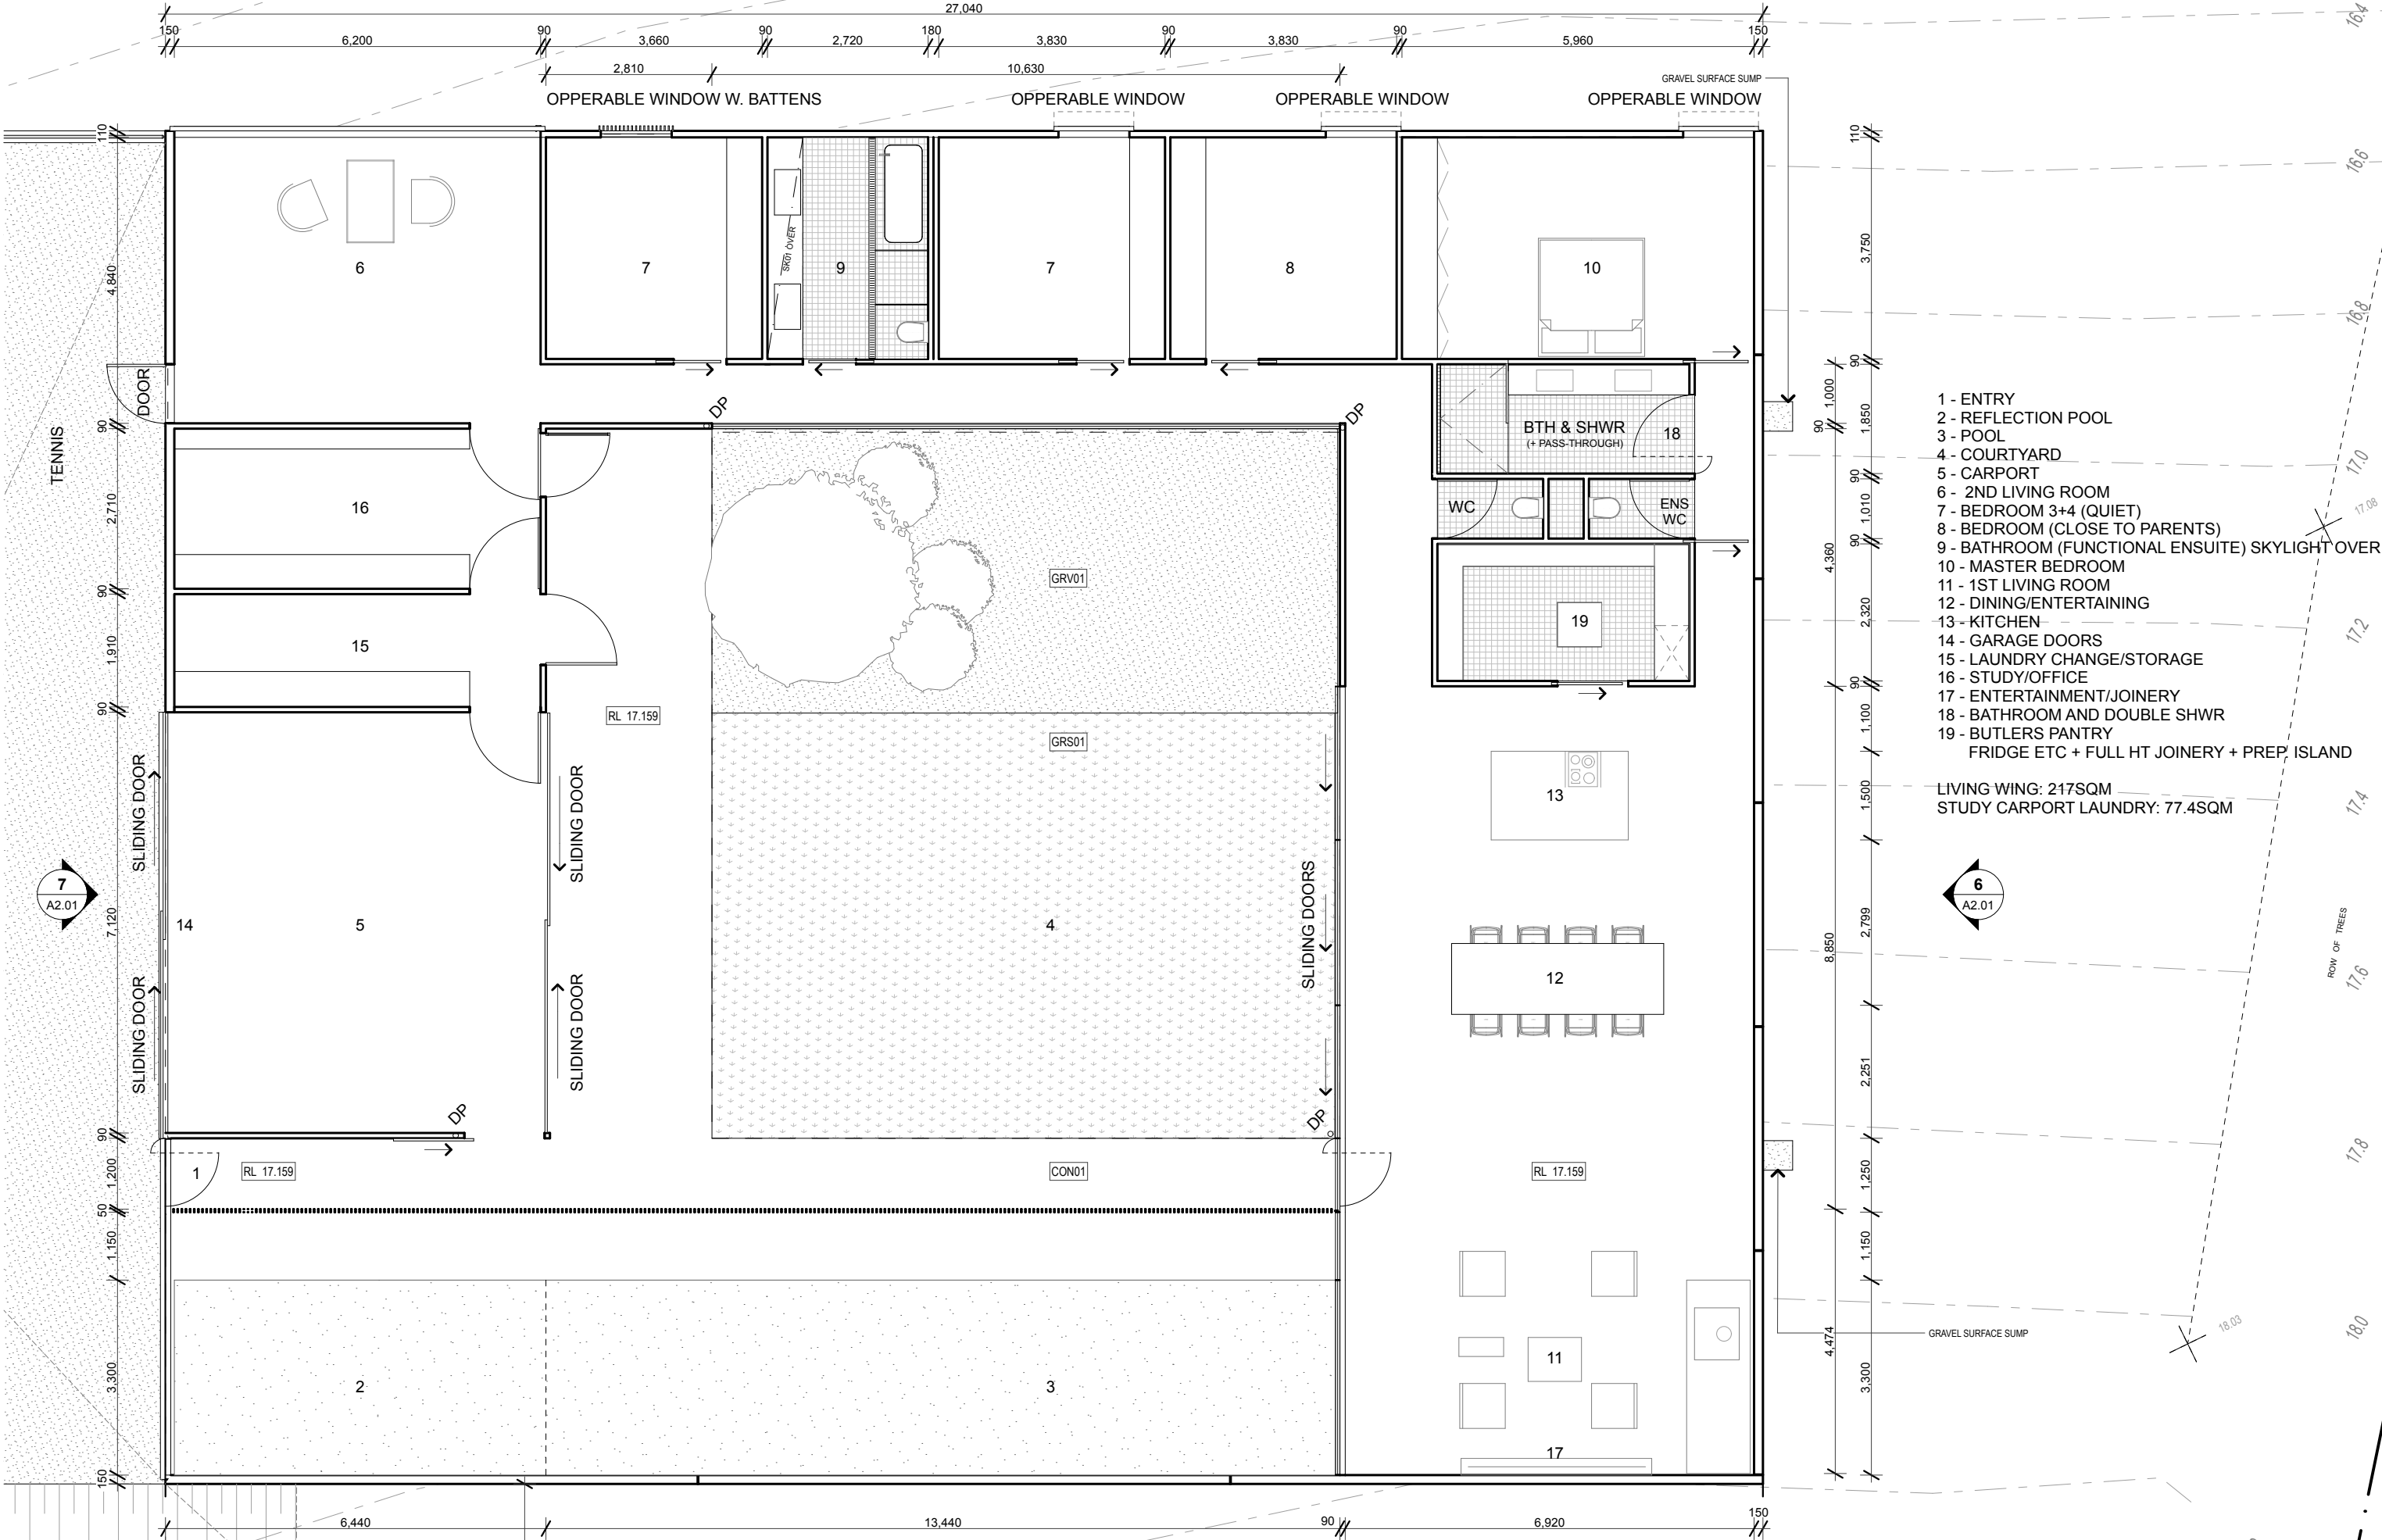 27,040
150
6,200
90
3,660
90
2,720
180
3,830
90
3,830
90
5,960
150
2,810
10,630
OPPERABLE WINDOW W. BATTENS
OPPERABLE WINDOW
OPPERABLE WINDOW
OPPERABLE WINDOW
GRAVEL SURFACE SUMP
110
4,840
90
2,710
90
1,910
90
7,120
90
1,200
50
1,150
3,300
150
TENNIS
DOOR
SLIDING DOOR
SLIDING DOOR
7
A2.01
6
7
SK01 OVER
9
7
8
10
DP
DP
BTH & SHWR
(+ PASS-THROUGH)
18
WC
ENS
WC
16
15
GRV01
19
RL 17.159
GRS01
SLIDING DOOR
SLIDING DOOR
14
5
4
SLIDING DOORS
13
12
DP
DP
1
RL 17.159
CON01
RL 17.159
2
3
11
17
110
3,750
90
1,850
90
1,010
90
2,320
90
1,100
1,500
2,799
2,251
1,250
1,150
3,300
1,000
90
4,360
8,850
4,474
1 - ENTRY
2 - REFLECTION POOL
3 - POOL
4 - COURTYARD
5 - CARPORT
6 - 2ND LIVING ROOM
7 - BEDROOM 3+4 (QUIET)
8 - BEDROOM (CLOSE TO PARENTS)
9 - BATHROOM (FUNCTIONAL ENSUITE) SKYLIGHT OVER
10 - MASTER BEDROOM
11 - 1ST LIVING ROOM
12 - DINING/ENTERTAINING
13 - KITCHEN
14 - GARAGE DOORS
15 - LAUNDRY CHANGE/STORAGE
16 - STUDY/OFFICE
17 - ENTERTAINMENT/JOINERY
18 - BATHROOM AND DOUBLE SHWR
19 - BUTLERS PANTRY
FRIDGE ETC + FULL HT JOINERY + PREP ISLAND
LIVING WING: 217SQM
STUDY CARPORT LAUNDRY: 77.4SQM
6
A2.01
ROW OF TREES
GRAVEL SURFACE SUMP
16.4
16.6
16.8
17.0
17.08
17.2
17.4
17.6
17.8
18.0
18.03
6,440
13,440
90
6,920
150